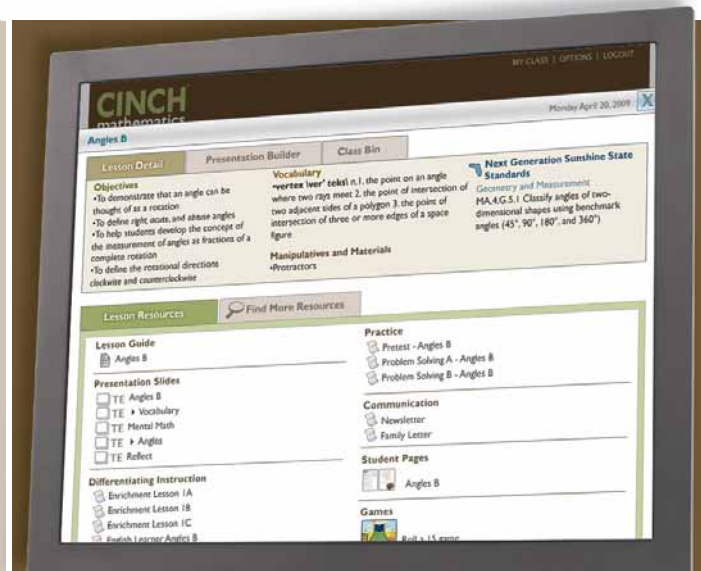 MY CLASS | OPTIONS | LOGOUT
CINCH
mathematics
Monday April 20, 2009 X
Angles B
Lesson Detail
Presentation Builder
Class Bin
Objectives
•To demonstrate that an angle can be
thought of as a rotation
•To define right, acute, and obtuse angles
•To help students develop the concept of
the measurement of angles as fractions of a
complete rotation
•To define the rotational directions
clockwise and counterclockwise
Vocabulary
•vertex \ver' teks\ n.1. the point on an angle
where two rays meet 2. the point of intersection of
two adjacent sides of a polygon 3. the point of
intersection of three or more edges of a space
figure
Manipulatives and Materials
•Protractors
Next Generation Sunshine State
Standards
Geometry and Measurement
MA.4.G.5.1 Classify angles of two-
dimensional shapes using benchmark
angles (45°, 90°, 180°, and 360°)
Lesson Resources
Find More Resources
Lesson Guide
Angles B
Presentation Slides
TE Angles B
TE Vocabulary
TE Mental Math
TE Angles
TE Reflect
Differentiating Instruction
Enrichment Lesson 1A
Enrichment Lesson 1B
Enrichment Lesson 1C
English Learner Angles B
Practice
Pretest - Angles B
Problem Solving A - Angles B
Problem Solving B - Angles B
Communication
Newsletter
Family Letter
Student Pages
Angles B
Games
Roll a 15 game